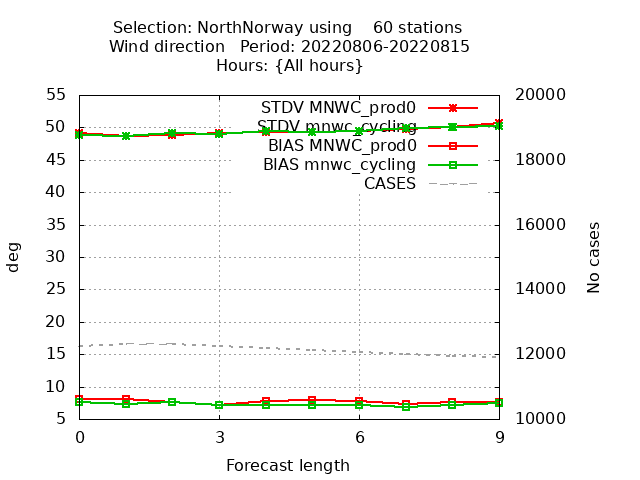 Selection: NorthNorway using    60 stations
Wind direction   Period: 20220806-20220815
Hours: {All hours}
55
50
45
40
35
30
25
20
15
10
5
20000
18000
16000
14000
12000
10000
STDV MNWC_prod0
STDV mnwc_cycling
BIAS MNWC_prod0
BIAS mnwc_cycling
CASES
deg
No cases
0
3
6
9
Forecast length